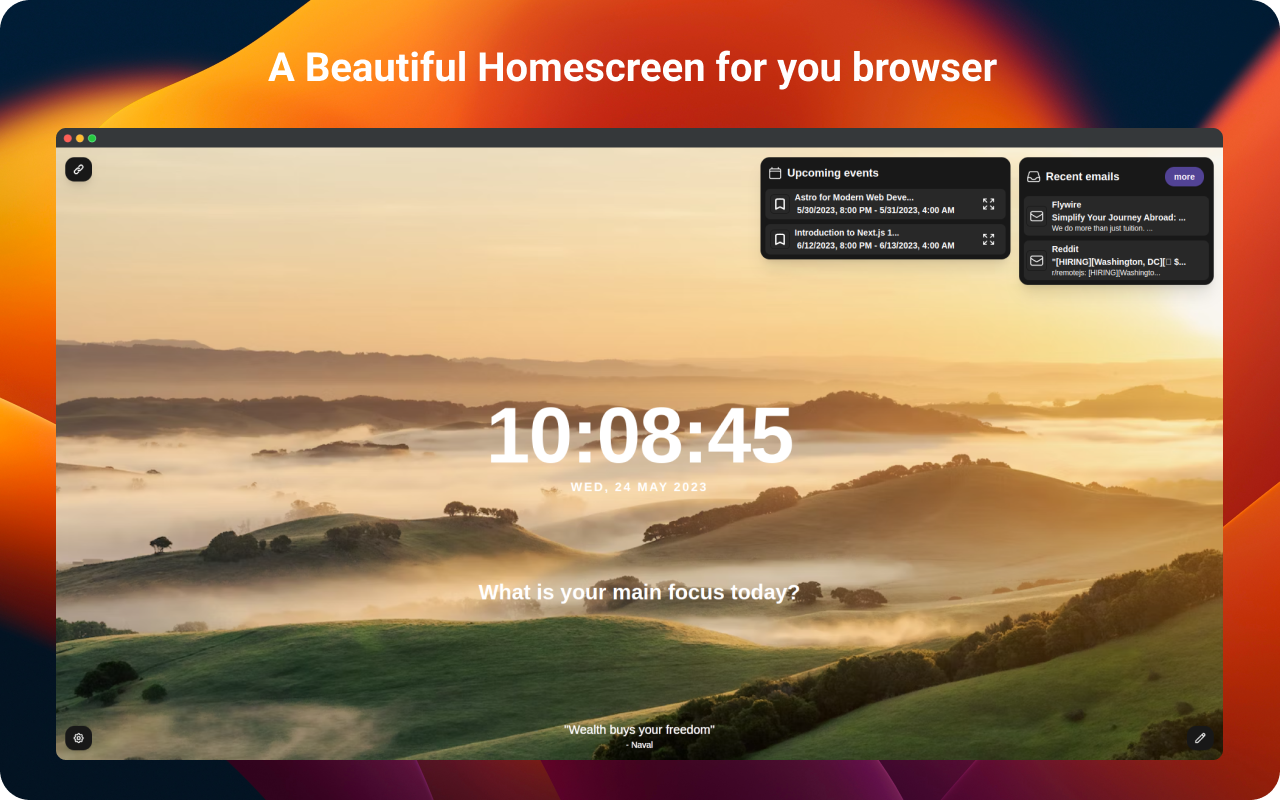 A Beautiful Homescreen for you browser
Upcoming events
Astro for Modern Web Deve...
5/30/2023, 8:00 PM - 5/31/2023, 4:00 AM
Introduction to Next.js 1...
6/12/2023, 8:00 PM - 6/13/2023, 4:00 AM
Recent emails
more
Flywire
Simplify Your Journey Abroad: ...
We do more than just tuition. ...
Reddit
"[HIRING][Washington, DC][ $...
r/remotejs: [HIRING][Washingto...
10:08:45
WED, 24 MAY 2023
What is your main focus today?
"Wealth buys your freedom"
- Naval